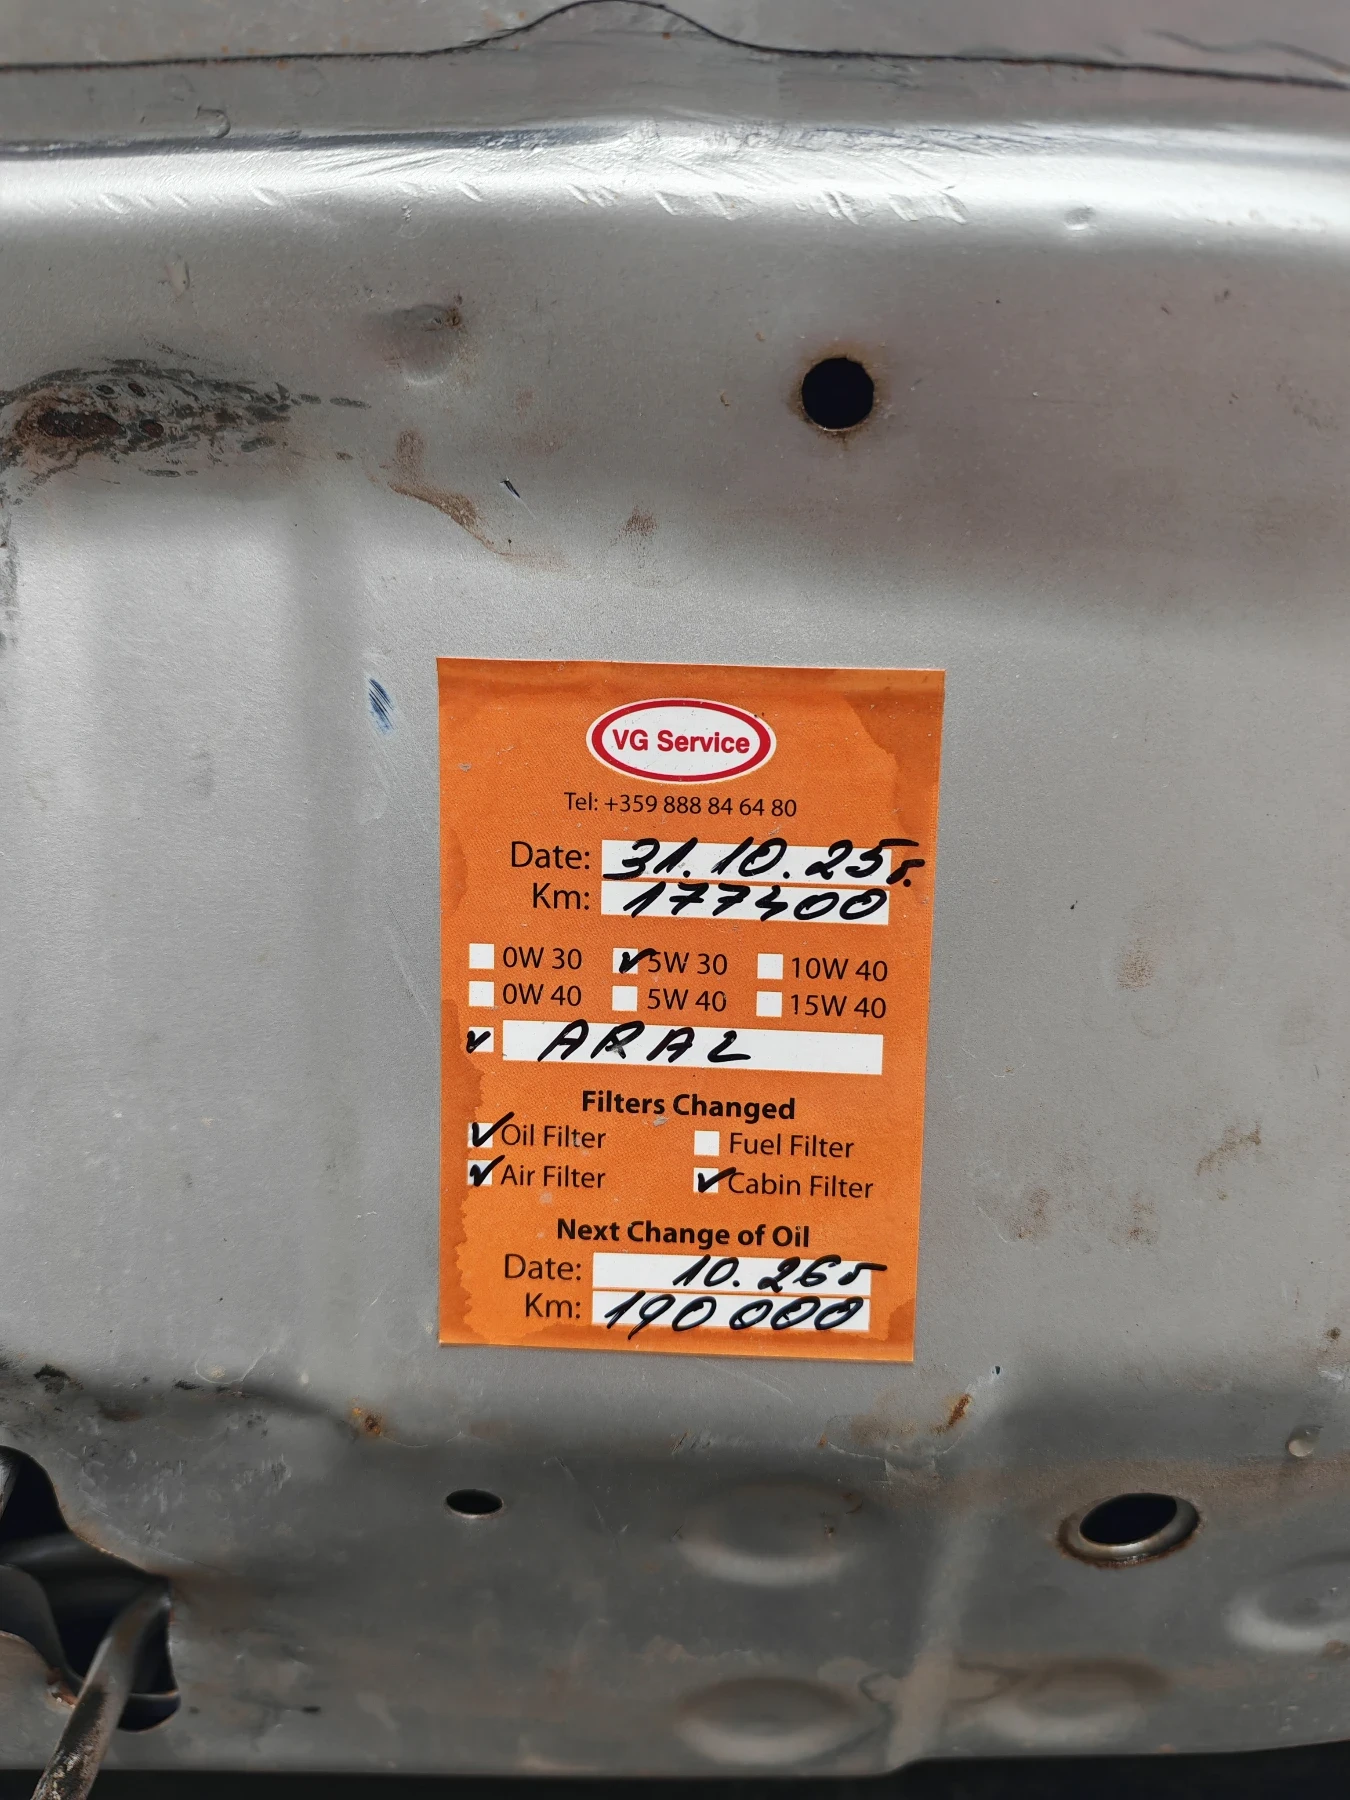 VG Service
Tel: +359 888 84 64 80
Date: 31.10.25г.
Km: 177400
0W 30 5W 30 10W 40
0W 40 5W 40 15W 40
ARAL
Filters Changed
Oil Filter Fuel Filter
Air Filter Cabin Filter
Next Change of Oil
Date: 10.26г
Km: 190000